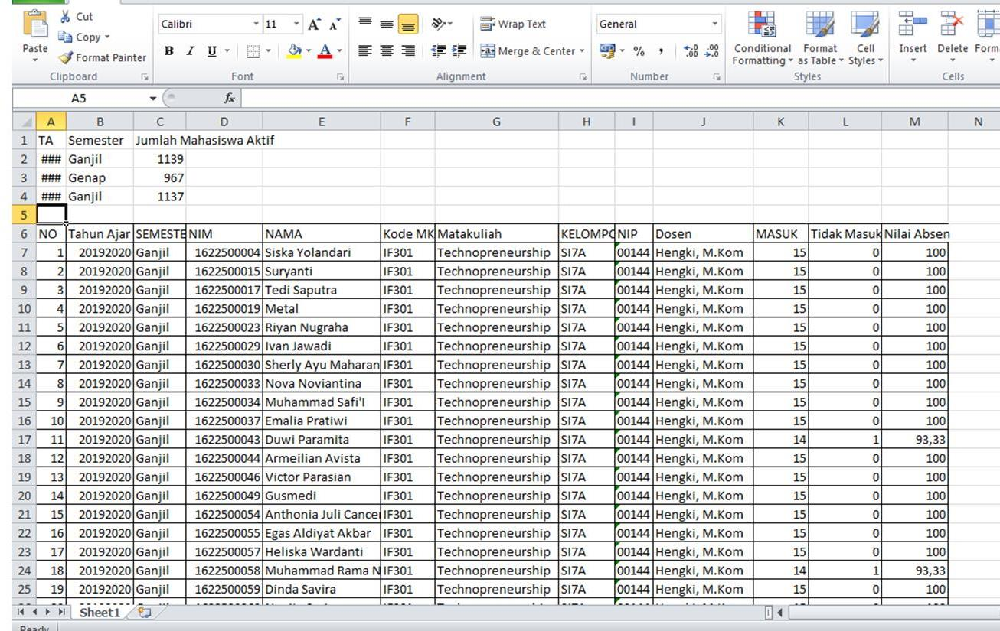 Cut
Calibri 11 Wrap Text General
Copy
Paste Format Painter B I U Merge & Center % , Conditional Formatting Format as Table Cell Styles Insert Delete Form
Clipboard Font Alignment Number Styles Cells
A5 fx
A B C D E F G H I J K L M N
1 TA Semester Jumlah Mahasiswa Aktif
2 ### Ganjil 1139
3 ### Genap 967
4 ### Ganjil 1137
5
6 NO Tahun Ajar SEMESTE NIM NAMA Kode MK Matakuliah KELOMPO NIP Dosen MASUK Tidak Masuk Nilai Absen
7 1 20192020 Ganjil 1622500004 Siska Yolandari IF301 Technopreneurship SI7A 00144 Hengki, M.Kom 15 0 100
8 2 20192020 Ganjil 1622500015 Suryanti IF301 Technopreneurship SI7A 00144 Hengki, M.Kom 15 0 100
9 3 20192020 Ganjil 1622500017 Tedi Saputra IF301 Technopreneurship SI7A 00144 Hengki, M.Kom 15 0 100
10 4 20192020 Ganjil 1622500019 Metal IF301 Technopreneurship SI7A 00144 Hengki, M.Kom 15 0 100
11 5 20192020 Ganjil 1622500023 Riyan Nugraha IF301 Technopreneurship SI7A 00144 Hengki, M.Kom 15 0 100
12 6 20192020 Ganjil 1622500029 Ivan Jawadi IF301 Technopreneurship SI7A 00144 Hengki, M.Kom 15 0 100
13 7 20192020 Ganjil 1622500030 Sherly Ayu Maharan IF301 Technopreneurship SI7A 00144 Hengki, M.Kom 15 0 100
14 8 20192020 Ganjil 1622500033 Nova Noviantina IF301 Technopreneurship SI7A 00144 Hengki, M.Kom 15 0 100
15 9 20192020 Ganjil 1622500034 Muhammad Safi'I IF301 Technopreneurship SI7A 00144 Hengki, M.Kom 15 0 100
16 10 20192020 Ganjil 1622500037 Emalia Pratiwi IF301 Technopreneurship SI7A 00144 Hengki, M.Kom 15 0 100
17 11 20192020 Ganjil 1622500043 Duwi Paramita IF301 Technopreneurship SI7A 00144 Hengki, M.Kom 14 1 93,33
18 12 20192020 Ganjil 1622500044 Armeilian Avista IF301 Technopreneurship SI7A 00144 Hengki, M.Kom 15 0 100
19 13 20192020 Ganjil 1622500046 Victor Parasian IF301 Technopreneurship SI7A 00144 Hengki, M.Kom 15 0 100
20 14 20192020 Ganjil 1622500049 Gusmedi IF301 Technopreneurship SI7A 00144 Hengki, M.Kom 15 0 100
21 15 20192020 Ganjil 1622500054 Anthonia Juli Cancer IF301 Technopreneurship SI7A 00144 Hengki, M.Kom 15 0 100
22 16 20192020 Ganjil 1622500055 Egas Aldiyat Akbar IF301 Technopreneurship SI7A 00144 Hengki, M.Kom 15 0 100
23 17 20192020 Ganjil 1622500057 Heliska Wardanti IF301 Technopreneurship SI7A 00144 Hengki, M.Kom 15 0 100
24 18 20192020 Ganjil 1622500058 Muhammad Rama N IF301 Technopreneurship SI7A 00144 Hengki, M.Kom 14 1 93,33
25 19 20192020 Ganjil 1622500059 Dinda Savira IF301 Technopreneurship SI7A 00144 Hengki, M.Kom 15 0 100
Sheet1
Ready